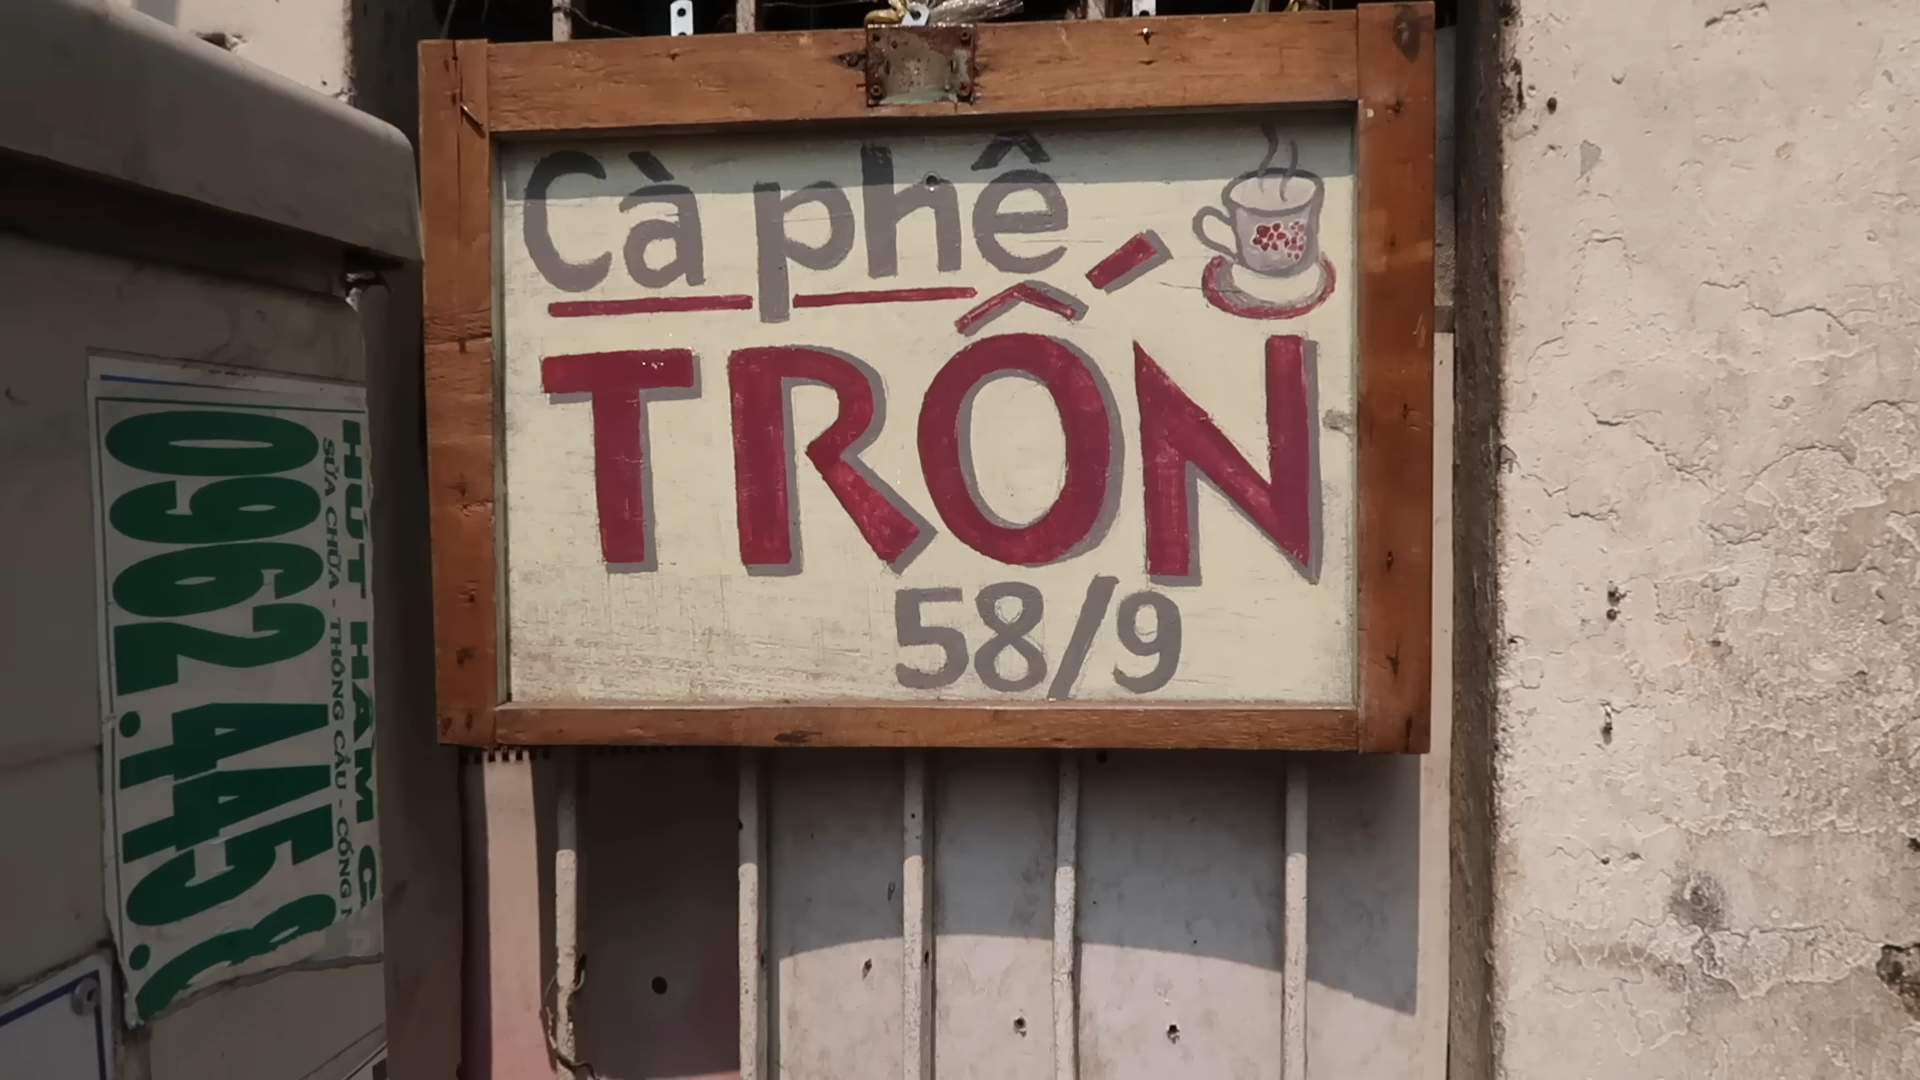 Cà phê
TRỐN
58/9
HÚT HẦM C
SỬA CHỮA - THÔNG CẦU - CỐNG
0962.445.8